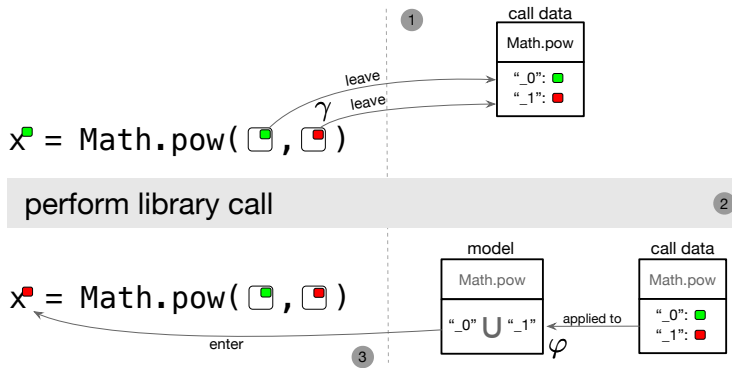 call data
1
Math.pow
leave
"_0":
"_1":
γ
leave
x = Math.pow( , )
perform library call
2
model
call data
Math.pow
Math.pow
x = Math.pow( , )
"_0" ∪ "_1"
applied to
"_0":
"_1":
φ
enter
3